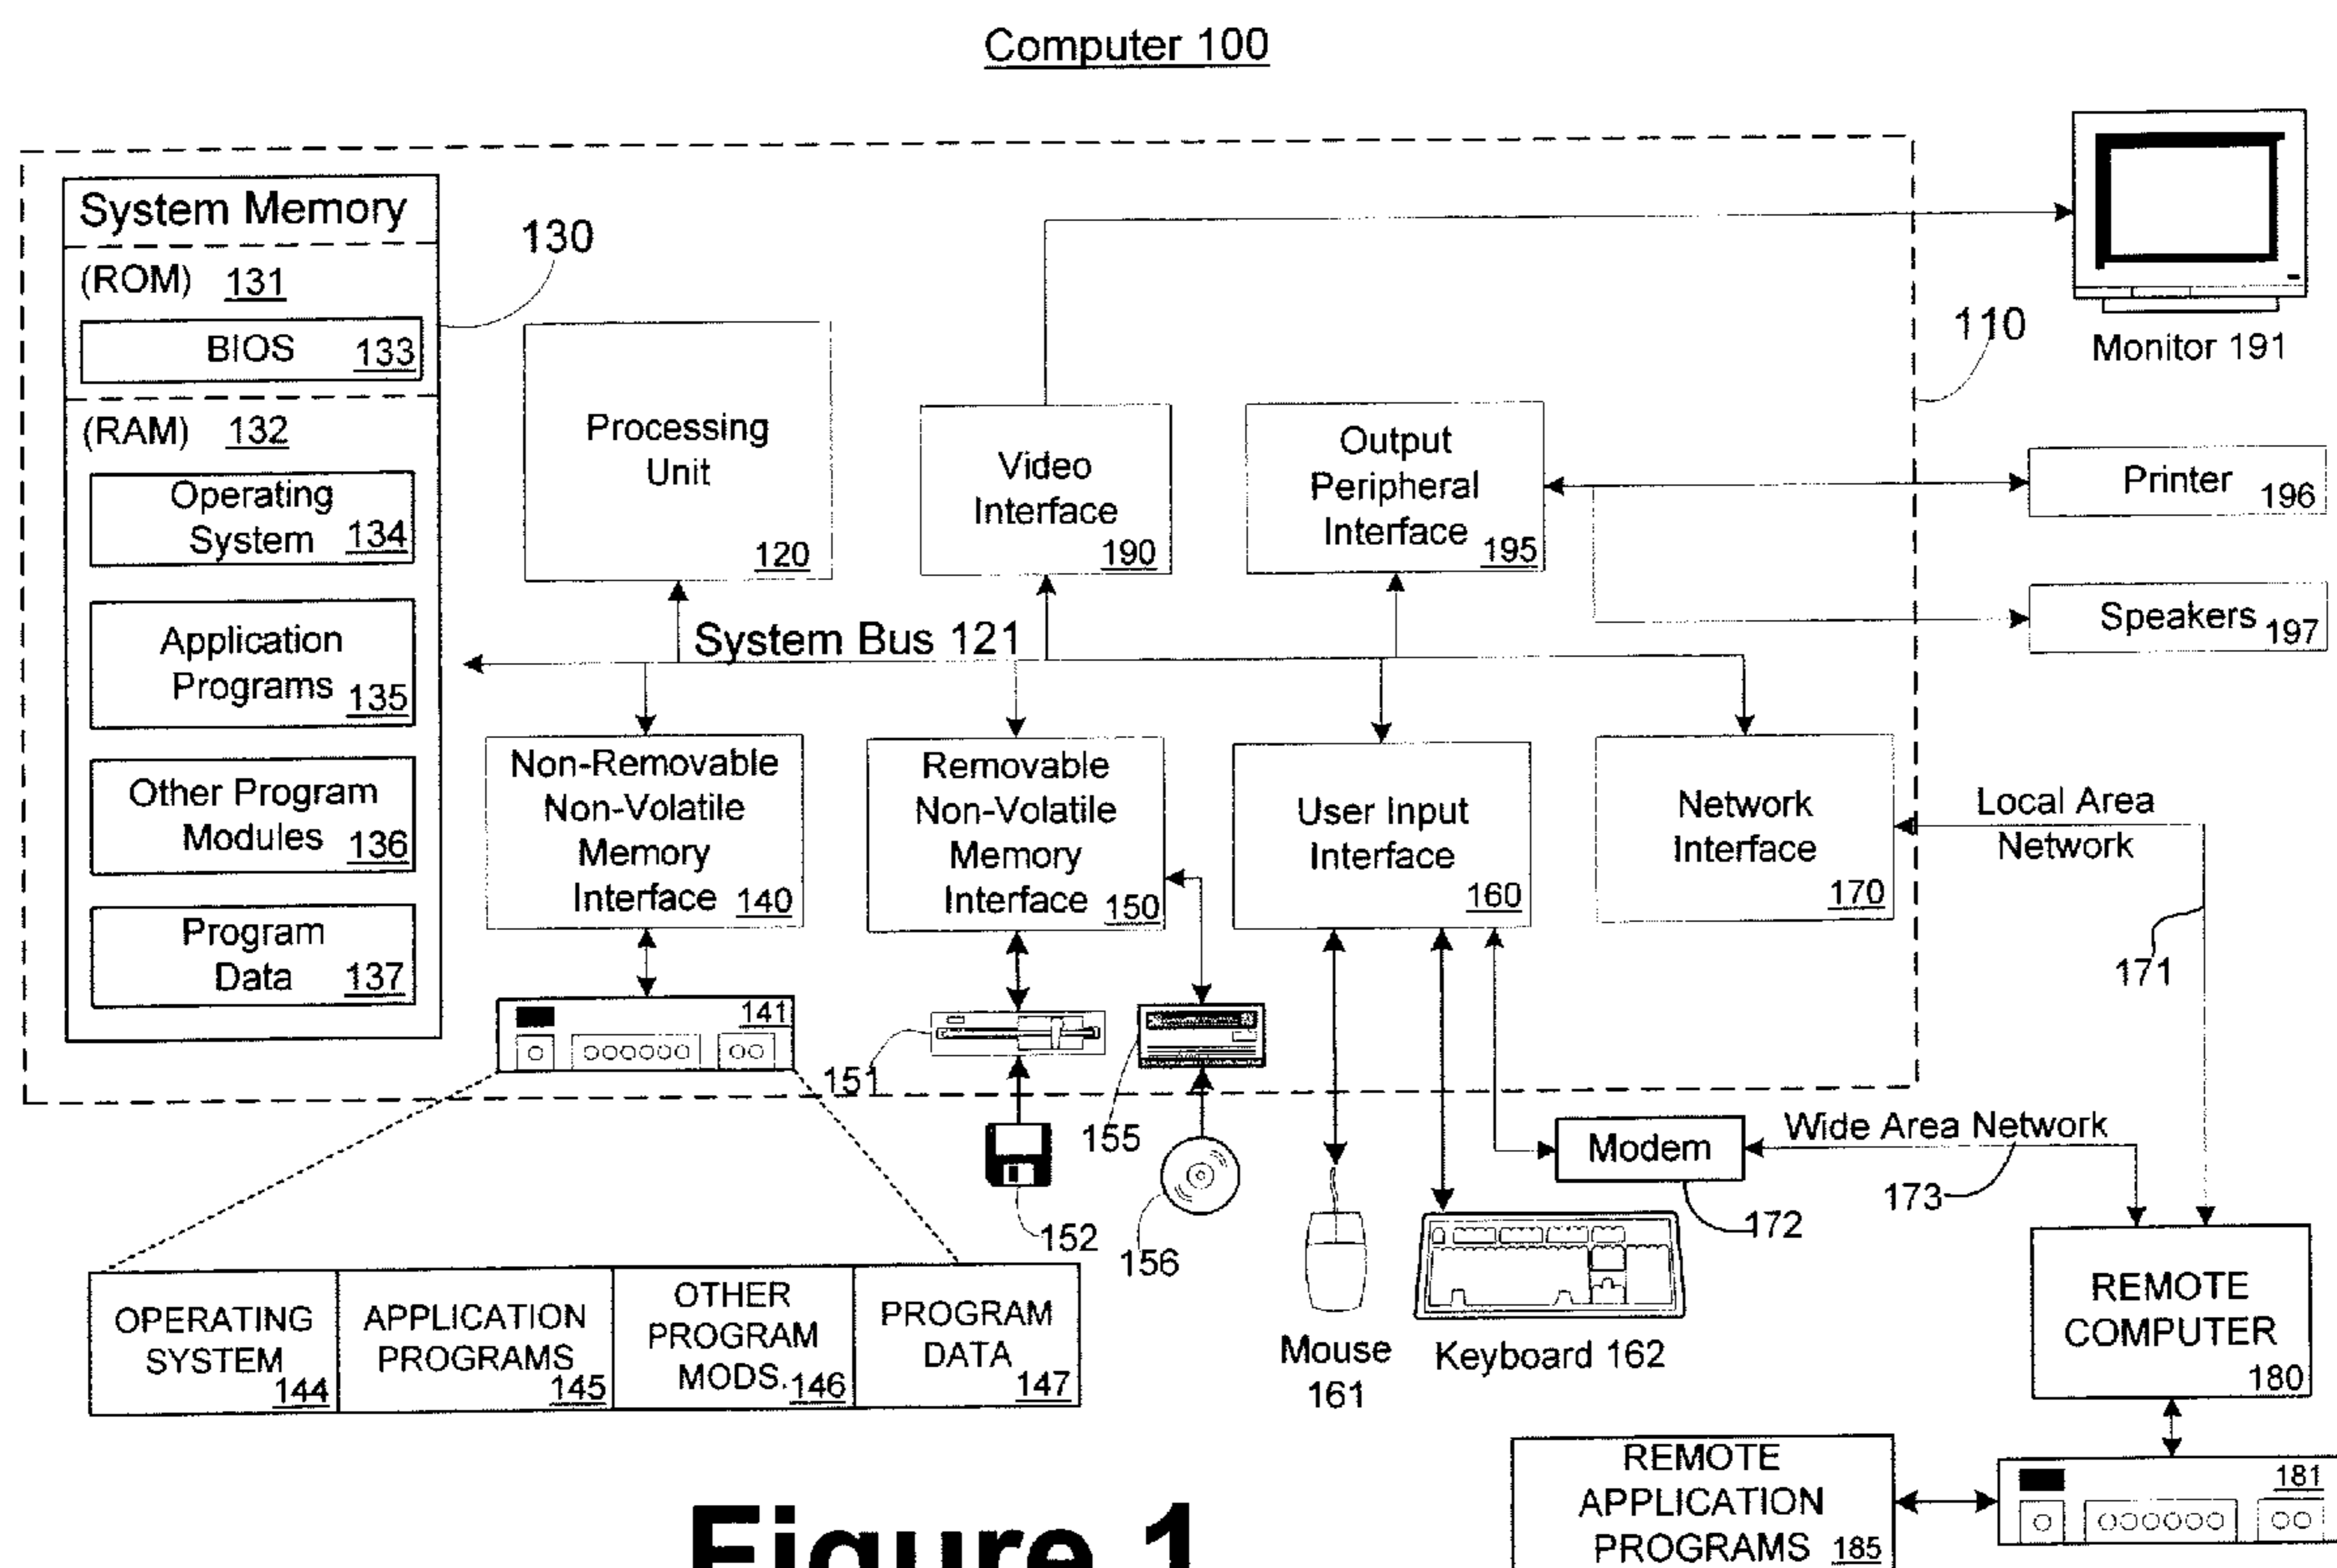 Computer 100
System Memory
(ROM) 131
BIOS 133
(RAM) 132
Operating
System 134
Application
Programs 135
Other Program
Modules 136
Program
Data 137
130
Processing
Unit
120
Video
Interface
190
Output
Peripheral
Interface 195
110
Monitor 191
Printer 196
Speakers 197
System Bus 121
Non-Removable
Non-Volatile
Memory
Interface 140
Removable
Non-Volatile
Memory
Interface 150
User Input
Interface
160
Network
Interface
170
Local Area
Network
171
141
151
155
152
156
Modem
172
Wide Area Network
173
OPERATING
SYSTEM
144
APPLICATION
PROGRAMS
145
OTHER
PROGRAM
MODS. 146
PROGRAM
DATA
147
Mouse
161
Keyboard 162
REMOTE
COMPUTER
180
181
REMOTE
APPLICATION
PROGRAMS 185
Figure 1